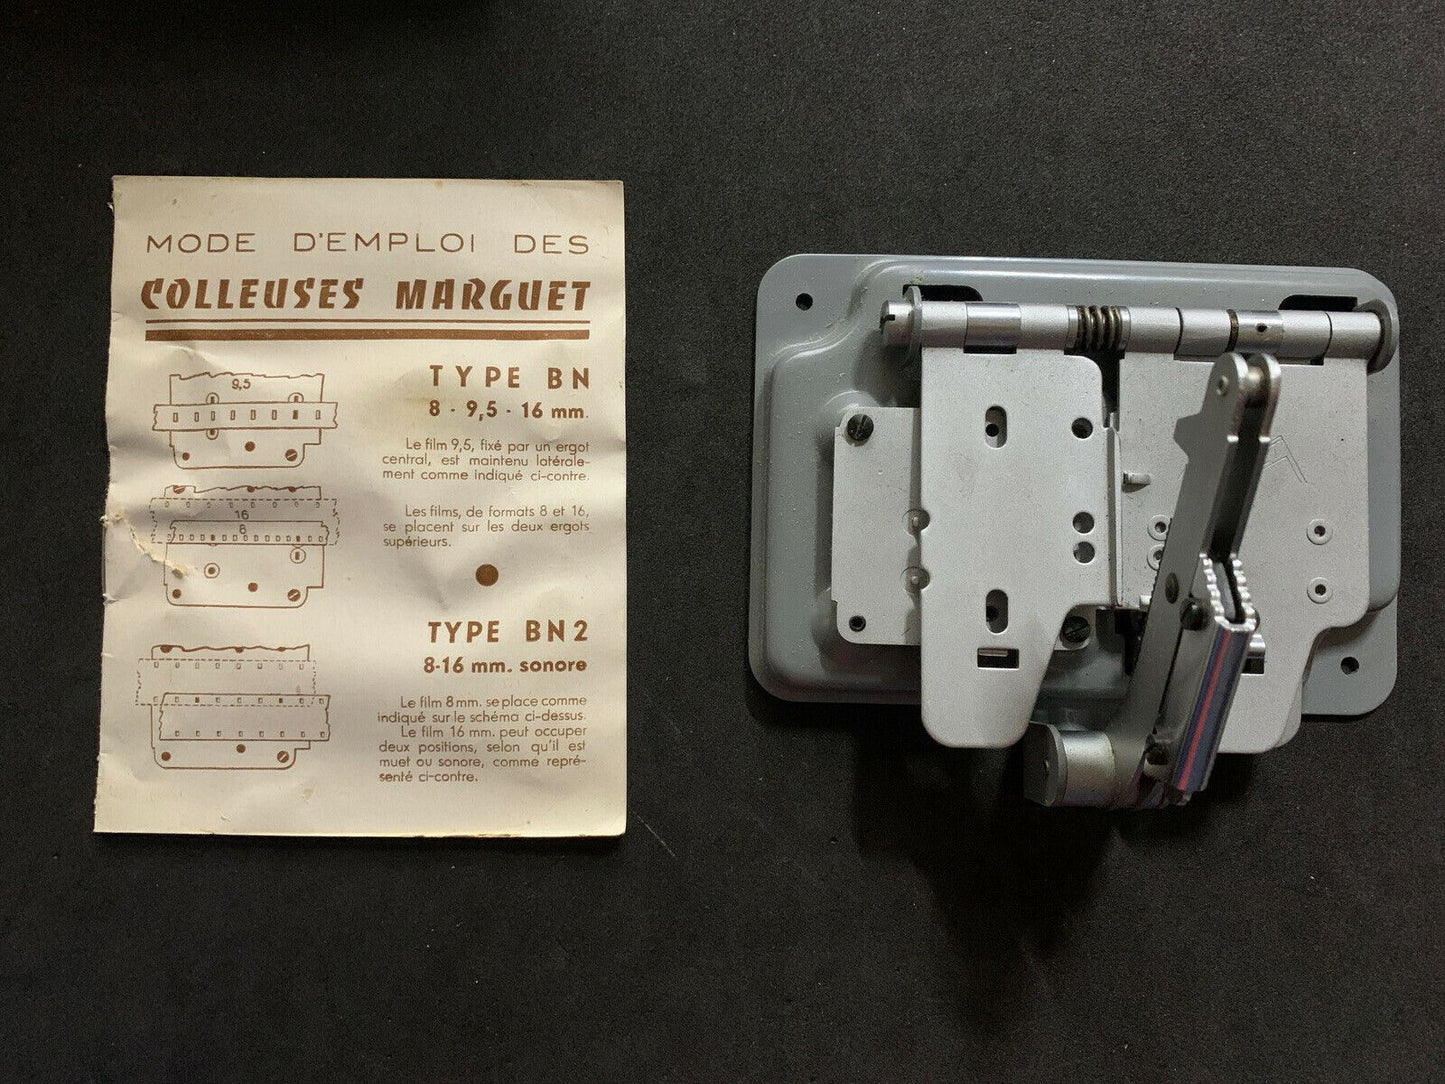 MODE D'EMPLOI DES
COLLEUSES MARGUET
TYPE BN
8 - 9,5 - 16 mm.
Le film 9,5, fixé par un ergot
central, est maintenu latérale-
ment comme indiqué ci-contre.
Les films, de formats 8 et 16,
se placent sur les deux ergots
supérieurs.
TYPE BN2
8-16 mm. sonore
Le film 8 mm. se place comme
indiqué sur le schéma ci-dessus.
Le film 16 mm. peut occuper
deux positions, selon qu'il est
muet ou sonore, comme repré-
senté ci-contre.
9,5
16
8